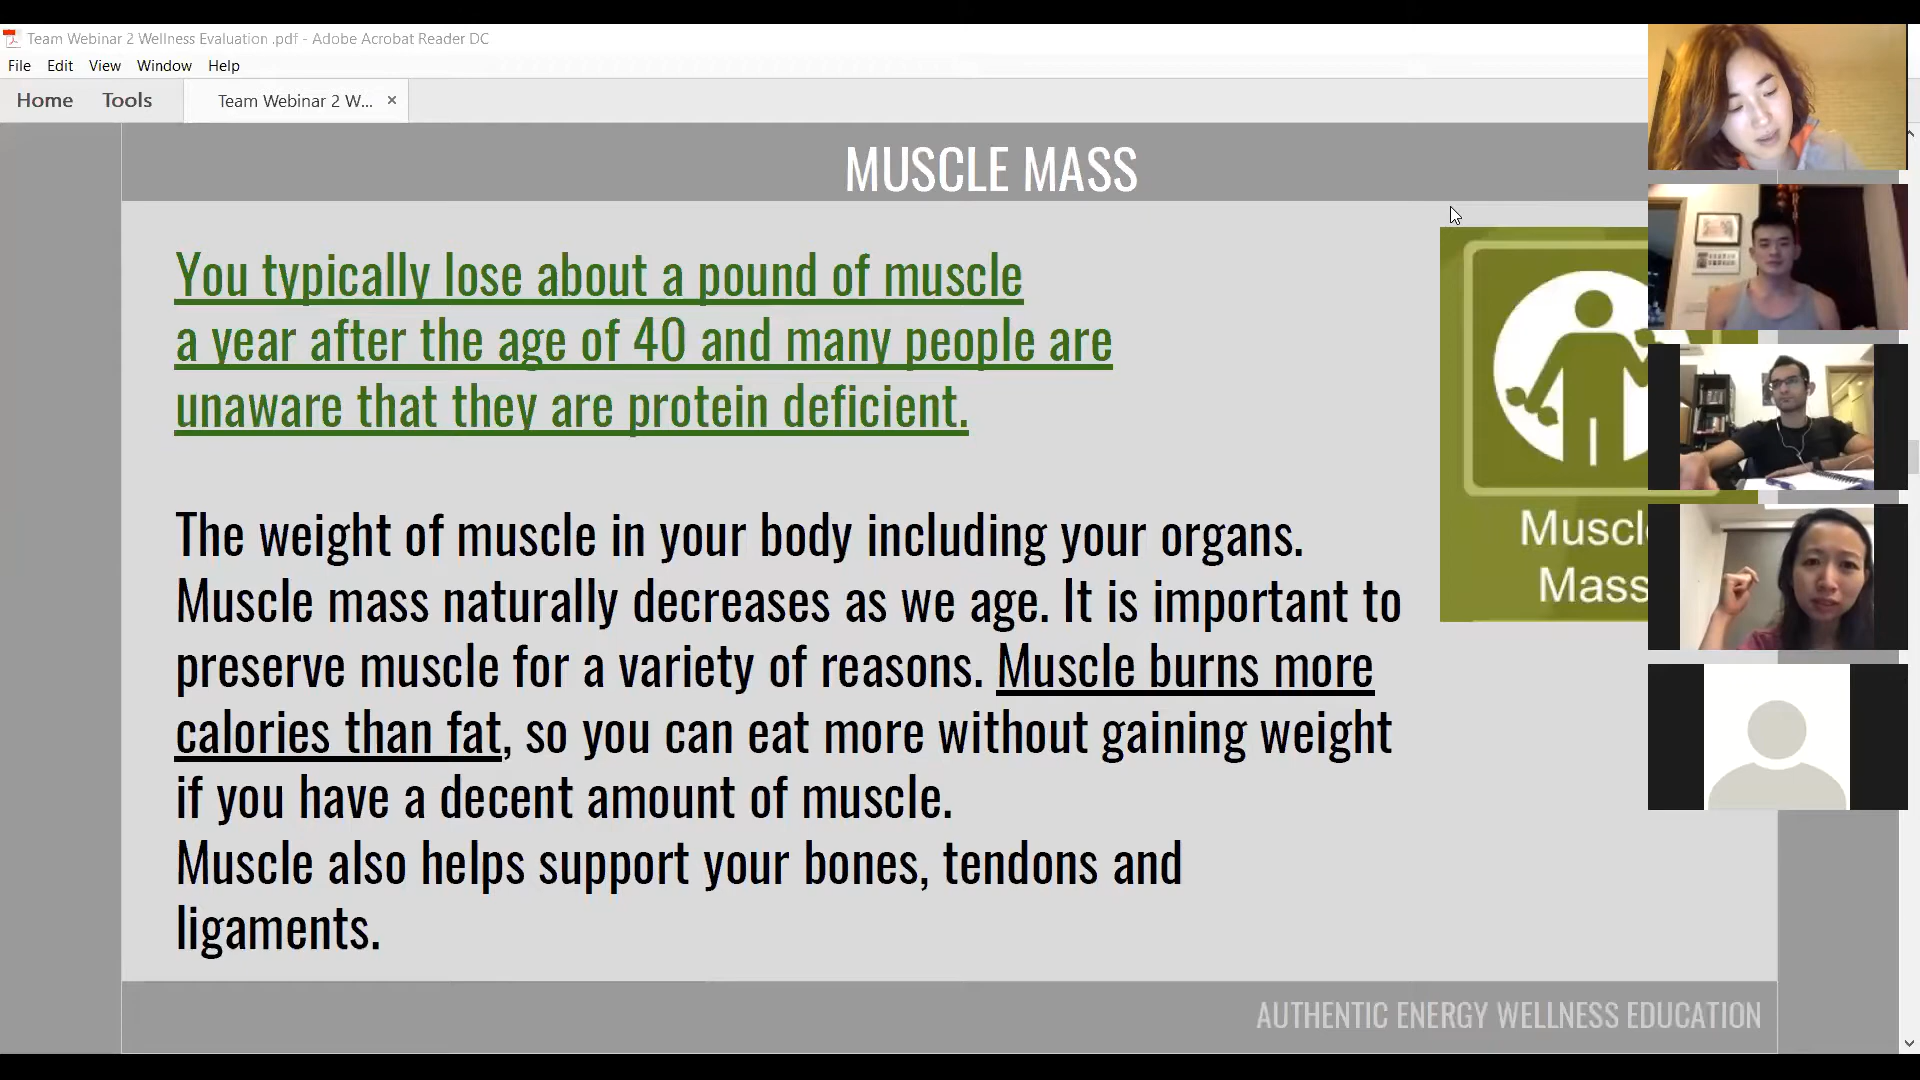 Team Webinar 2 Wellness Evaluation .pdf - Adobe Acrobat Reader DC
File Edit View Window Help
Home Tools Team Webinar 2 W... ×
MUSCLE MASS
You typically lose about a pound of muscle
a year after the age of 40 and many people are
unaware that they are protein deficient.
The weight of muscle in your body including your organs.
Muscle mass naturally decreases as we age. It is important to
preserve muscle for a variety of reasons. Muscle burns more
calories than fat, so you can eat more without gaining weight
if you have a decent amount of muscle.
Muscle also helps support your bones, tendons and
ligaments.
Muscle
Mass
AUTHENTIC ENERGY WELLNESS EDUCATION